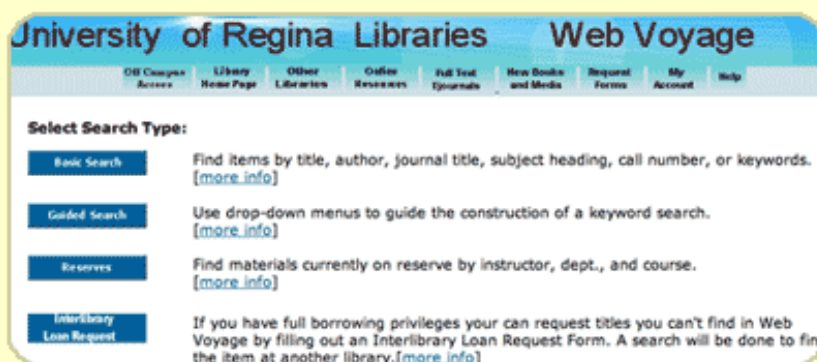 University of Regina Libraries Web Voyage
Off Campus Access
Library Home Page
Other Libraries
Online Resources
Full Text Ejournals
New Books and Media
Request Forms
My Account
Help
Select Search Type:
Basic Search
Find items by title, author, journal title, subject heading, call number, or keywords.
[more info]
Guided Search
Use drop-down menus to guide the construction of a keyword search.
[more info]
Reserves
Find materials currently on reserve by instructor, dept., and course.
[more info]
Interlibrary
Loan Request
If you have full borrowing privileges your can request titles you can't find in Web
Voyage by filling out an Interlibrary Loan Request Form. A search will be done to fin
the item at another library.[more info]